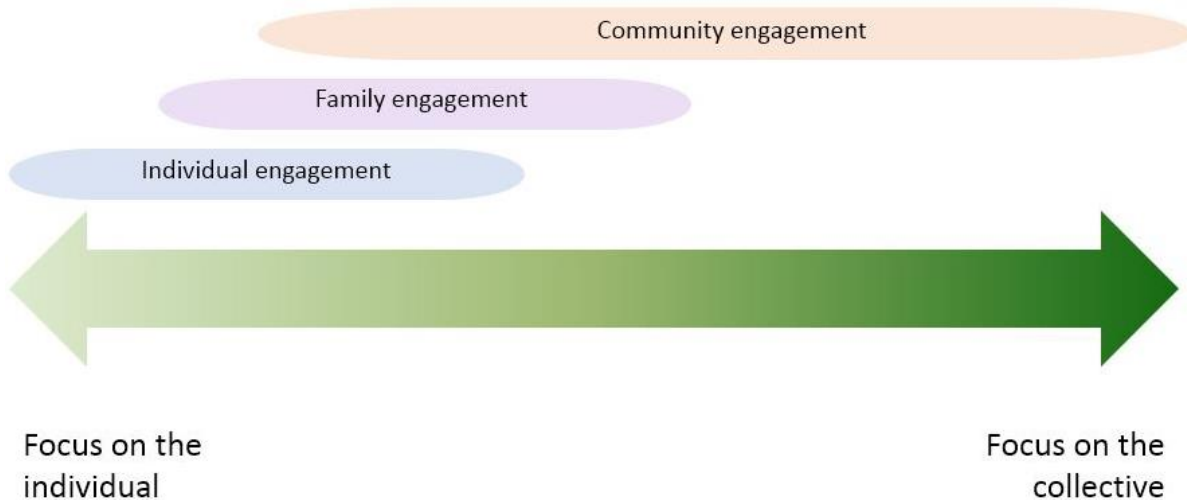 Community engagement
Family engagement
Individual engagement
Focus on the
individual
Focus on the
collective